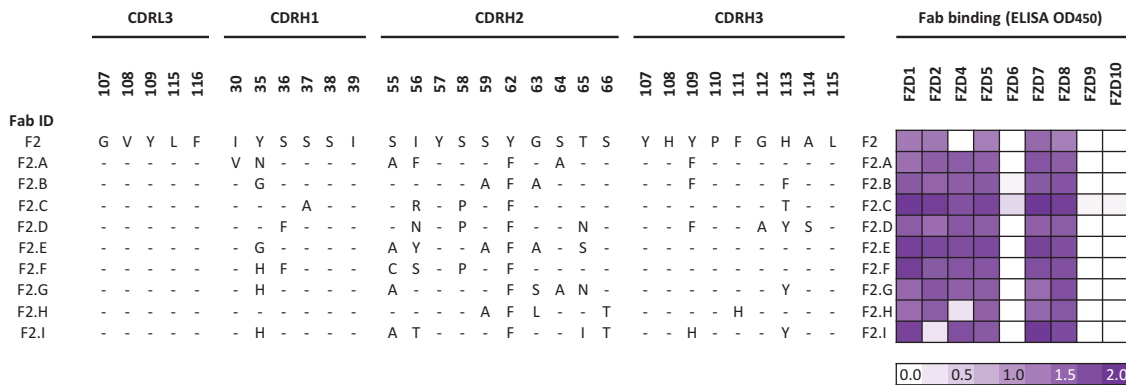 CDRL3 CDRH1 CDRH2 CDRH3 Fab binding (ELISA OD450)
107 108 109 115 116 30 35 36 37 38 39 55 56 57 58 59 62 63 64 65 66 107 108 109 110 111 112 113 114 115 FZD1 FZD2 FZD4 FZD5 FZD6 FZD7 FZD8 FZD9 FZD10
Fab ID
F2 G V Y L F I Y S S S I S I Y S S Y G S T S Y H Y P F G H A L F2
F2.A - - - - - V N - - - - A F - - - F - A - - - - F - - - - - - F2.A
F2.B - - - - - - G - - - - - - - - A F A - - - - - F - - - F - - F2.B
F2.C - - - - - - - - A - - - R - P - F - - - - - - - - - - T - - F2.C
F2.D - - - - - - - F - - - - N - P - F - - N - - - F - - A Y S - F2.D
F2.E - - - - - - G - - - - A Y - - A F A - S - - - - - - - - - - F2.E
F2.F - - - - - - H F - - - C S - P - F - - - - - - - - - - - - - F2.F
F2.G - - - - - - H - - - - A - - - - F S A N - - - - - - - Y - - F2.G
F2.H - - - - - - - - - - - - - - - A F L - - T - - - - H - - - - F2.H
F2.I - - - - - - H - - - - A T - - - F - - I T - - H - - - Y - - F2.I
0.0 0.5 1.0 1.5 2.0